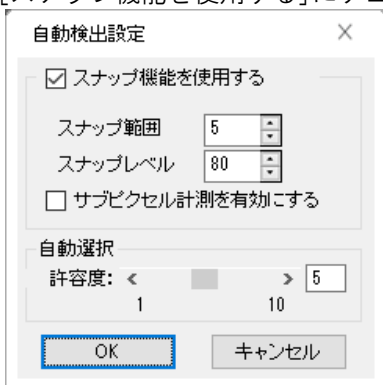 [スナップ機能を使用する]にチェ
自動検出設定
スナップ機能を使用する
スナップ範囲 5
スナップレベル 80
サブピクセル計測を有効にする
自動選択
許容度: < > 5
1 10
OK キャンセル